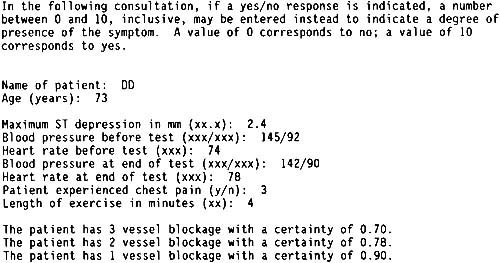 In the following consultation, if a yes/no response is indicated, a number
between 0 and 10, inclusive, may be entered instead to indicate a degree of
presence of the symptom. A value of 0 corresponds to no; a value of 10
corresponds to yes.
Name of patient: DD
Age (years): 73
Maximum ST depression in mm (xx.x): 2.4
Blood pressure before test (xxx/xxx): 145/92
Heart rate before test (xxx): 74
Blood pressure at end of test (xxx/xxx): 142/90
Heart rate at end of test (xxx): 78
Patient experienced chest pain (y/n): 3
Length of exercise in minutes (xx): 4
The patient has 3 vessel blockage with a certainty of 0.70.
The patient has 2 vessel blockage with a certainty of 0.78.
The patient has 1 vessel blockage with a certainty of 0.90.